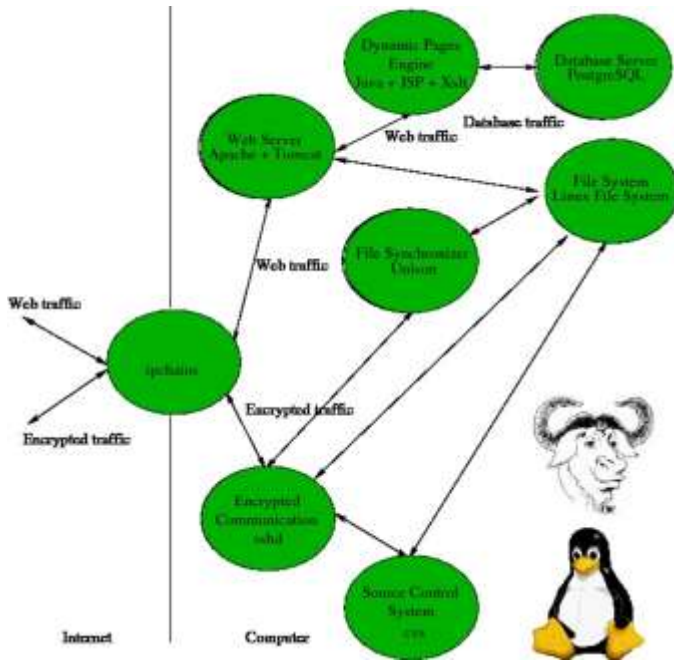 Dynamic Pages
Engine
Java + JSP + Xslt
Database Server
PostgreSQL
Web traffic
Database traffic
Web Server
Apache + Tomcat
File System
Linux File System
File Synchronizer
Unison
Web traffic
Web traffic
ipchains
Encrypted traffic
Encrypted traffic
Encrypted
Communication
sshd
Source Control
System
cvs
Internet
Computer